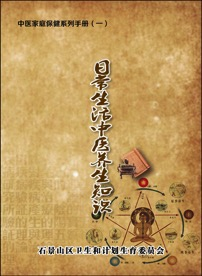 中医家庭保健系列手册（一）
日常生活中医养生知识
石景山区卫生和计划生育委员会